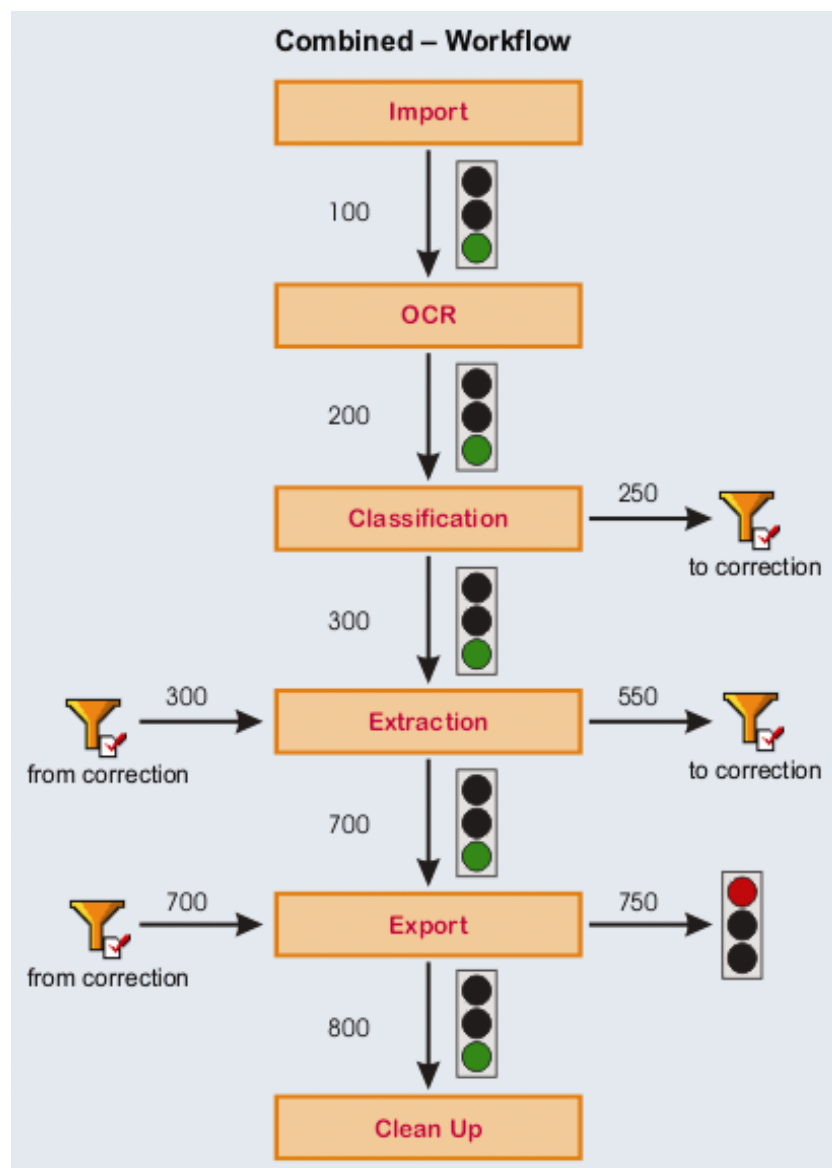 Combined – Workflow
Import
100
OCR
200
Classification
250
to correction
300
300
Extraction
550
from correction
to correction
700
700
Export
750
from correction
800
Clean Up